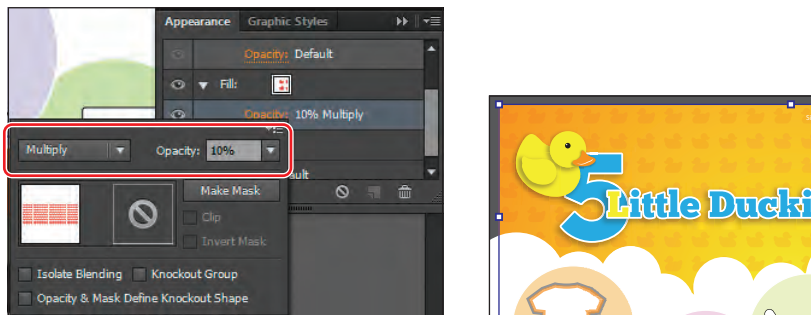 Appearance Graphic Styles
Opacity: Default
Fill:
Opacity: 10% Multiply
Multiply Opacity: 10%
ault
Make Mask
Clip
Invert Mask
Isolate Blending Knockout Group
Opacity & Mask Define Knockout Shape
5 Little Ducki